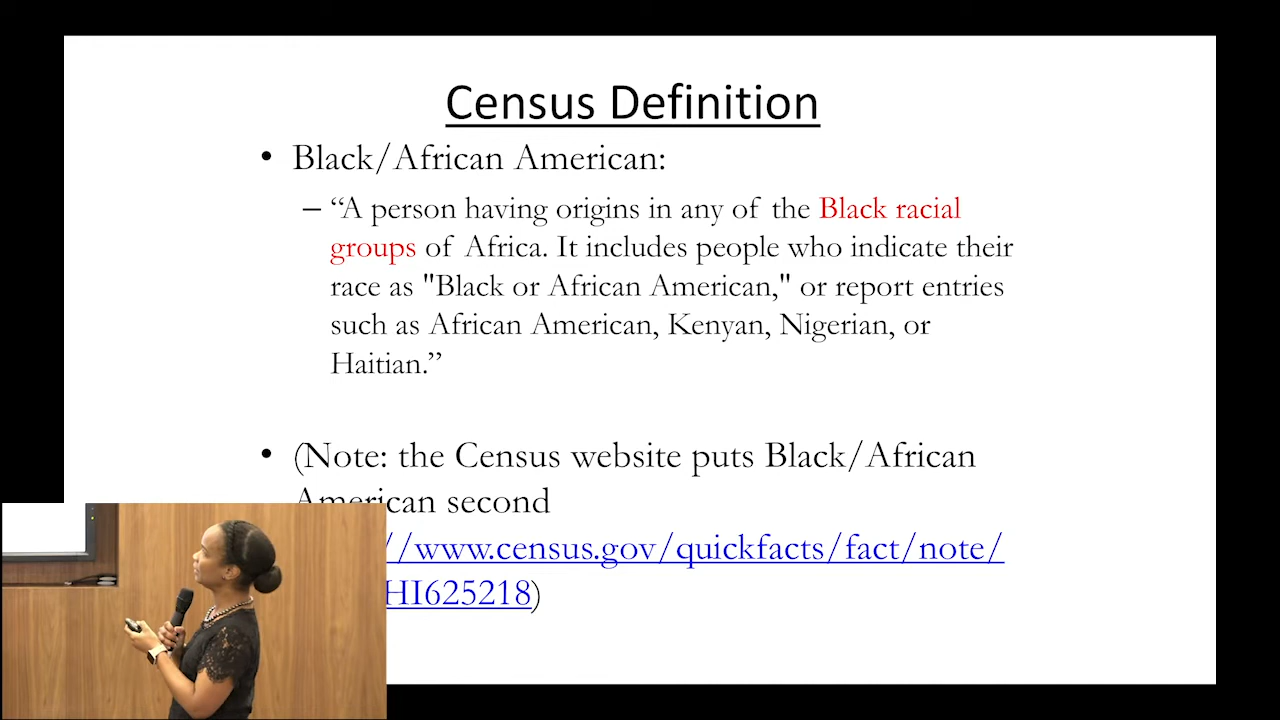 Census Definition
• Black/African American:
– “A person having origins in any of the Black racial
groups of Africa. It includes people who indicate their
race as "Black or African American," or report entries
such as African American, Kenyan, Nigerian, or
Haitian.”
• (Note: the Census website puts Black/African
American second
//www.census.gov/quickfacts/fact/note/
HI625218)